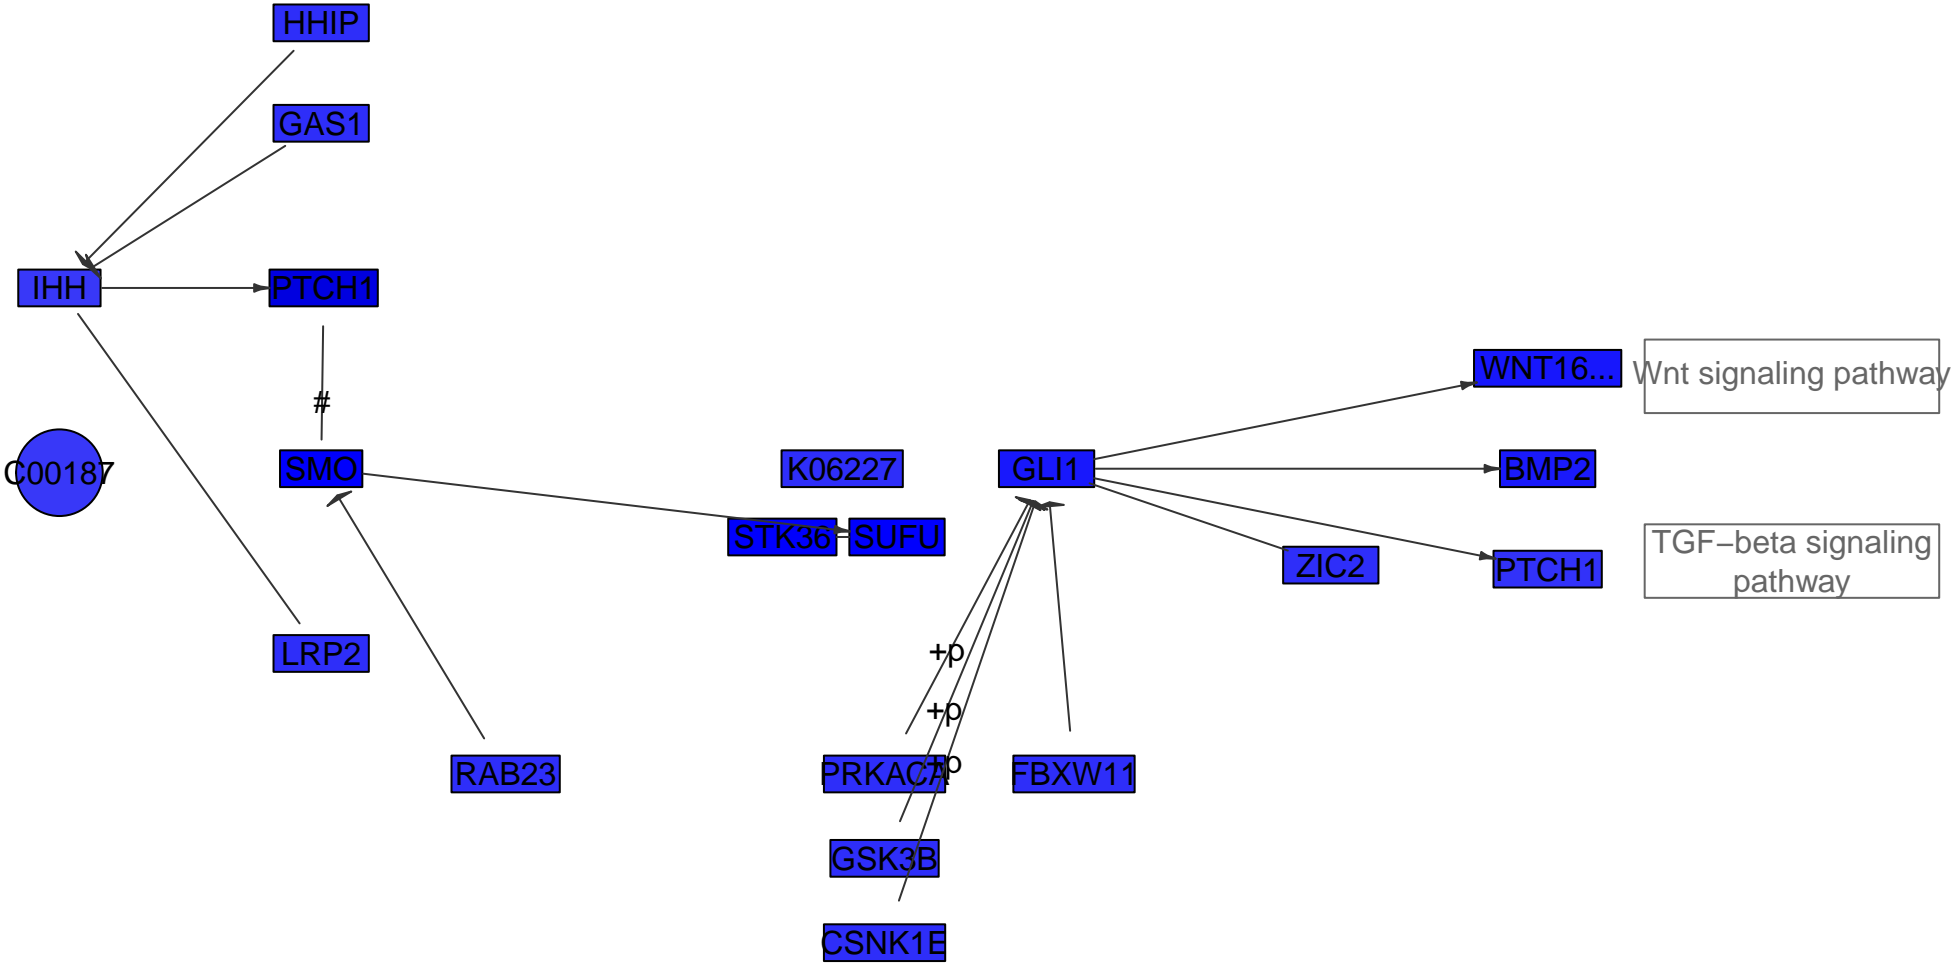 HHIP
GAS1
IHH
PTCH1
WNT16...
Wnt signaling pathway
#
C00187
SMO
K06227
GLI1
BMP2
STK36
SUFU
ZIC2
PTCH1
TGF−beta signaling
pathway
LRP2
+p
+p
+p
RAB23
PRKACA
FBXW11
GSK3B
CSNK1E